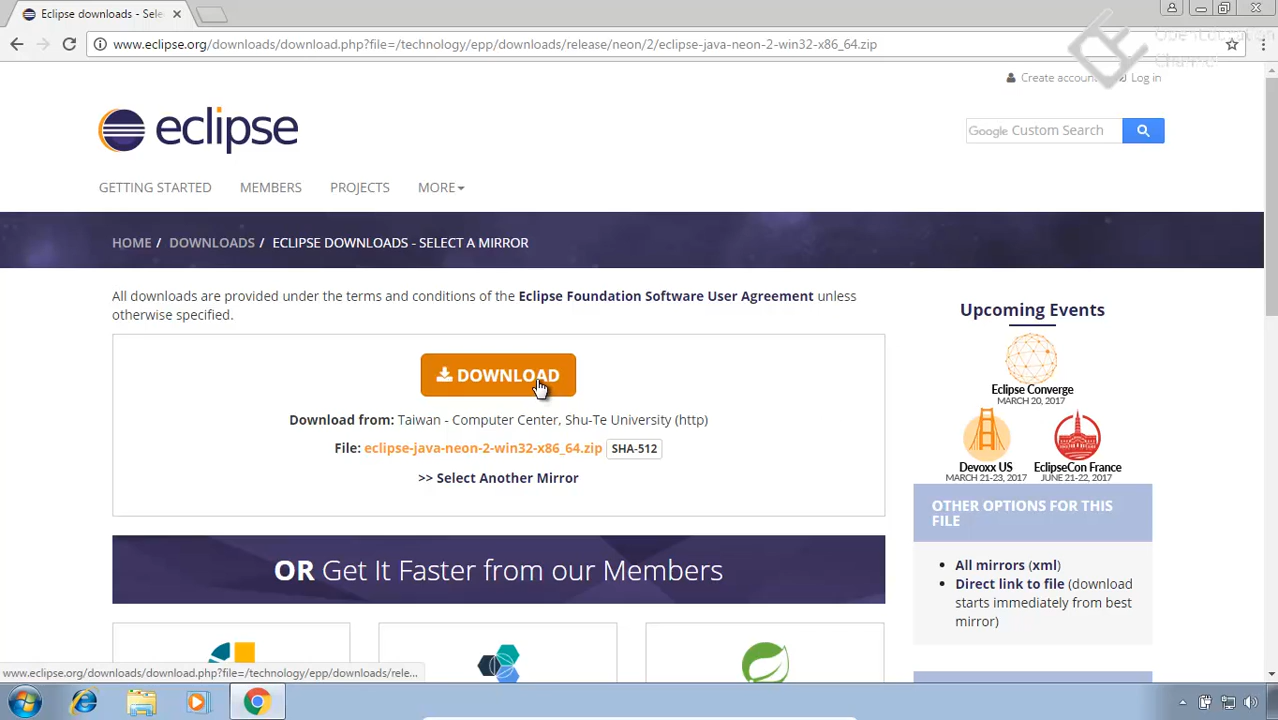 Eclipse downloads - Sele
www.eclipse.org/downloads/download.php?file=/technology/epp/downloads/release/neon/2/eclipse-java-neon-2-win32-x86_64.zip
Channel
Create account
Log in
eclipse
Google Custom Search
GETTING STARTED
MEMBERS
PROJECTS
MORE
HOME / DOWNLOADS / ECLIPSE DOWNLOADS - SELECT A MIRROR
All downloads are provided under the terms and conditions of the Eclipse Foundation Software User Agreement unless
otherwise specified.
DOWNLOAD
Download from: Taiwan - Computer Center, Shu-Te University (http)
File: eclipse-java-neon-2-win32-x86_64.zip SHA-512
>> Select Another Mirror
OR Get It Faster from our Members
Upcoming Events
Eclipse Converge
MARCH 20, 2017
Devoxx US
MARCH 21-23, 2017
EclipseCon France
JUNE 21-22, 2017
OTHER OPTIONS FOR THIS
FILE
All mirrors (xml)
Direct link to file (download
starts immediately from best
mirror)
www.eclipse.org/downloads/download.php?file=/technology/epp/downloads/rele...